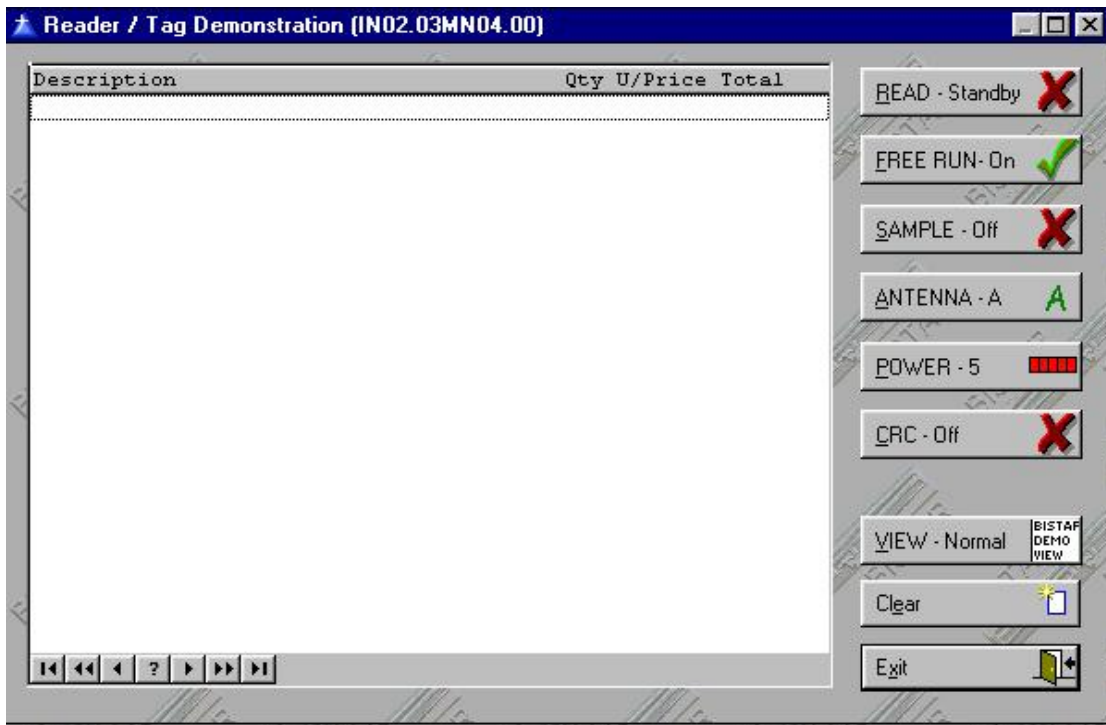 Reader / Tag Demonstration (IN02.03MN04.00)
Description Qty U/Price Total
READ - Standby
FREE RUN- On
SAMPLE - Off
ANTENNA - A A
POWER - 5
CRC - Off
VIEW - Normal
BISTAR
DEMO
VIEW
Clear
Exit
?